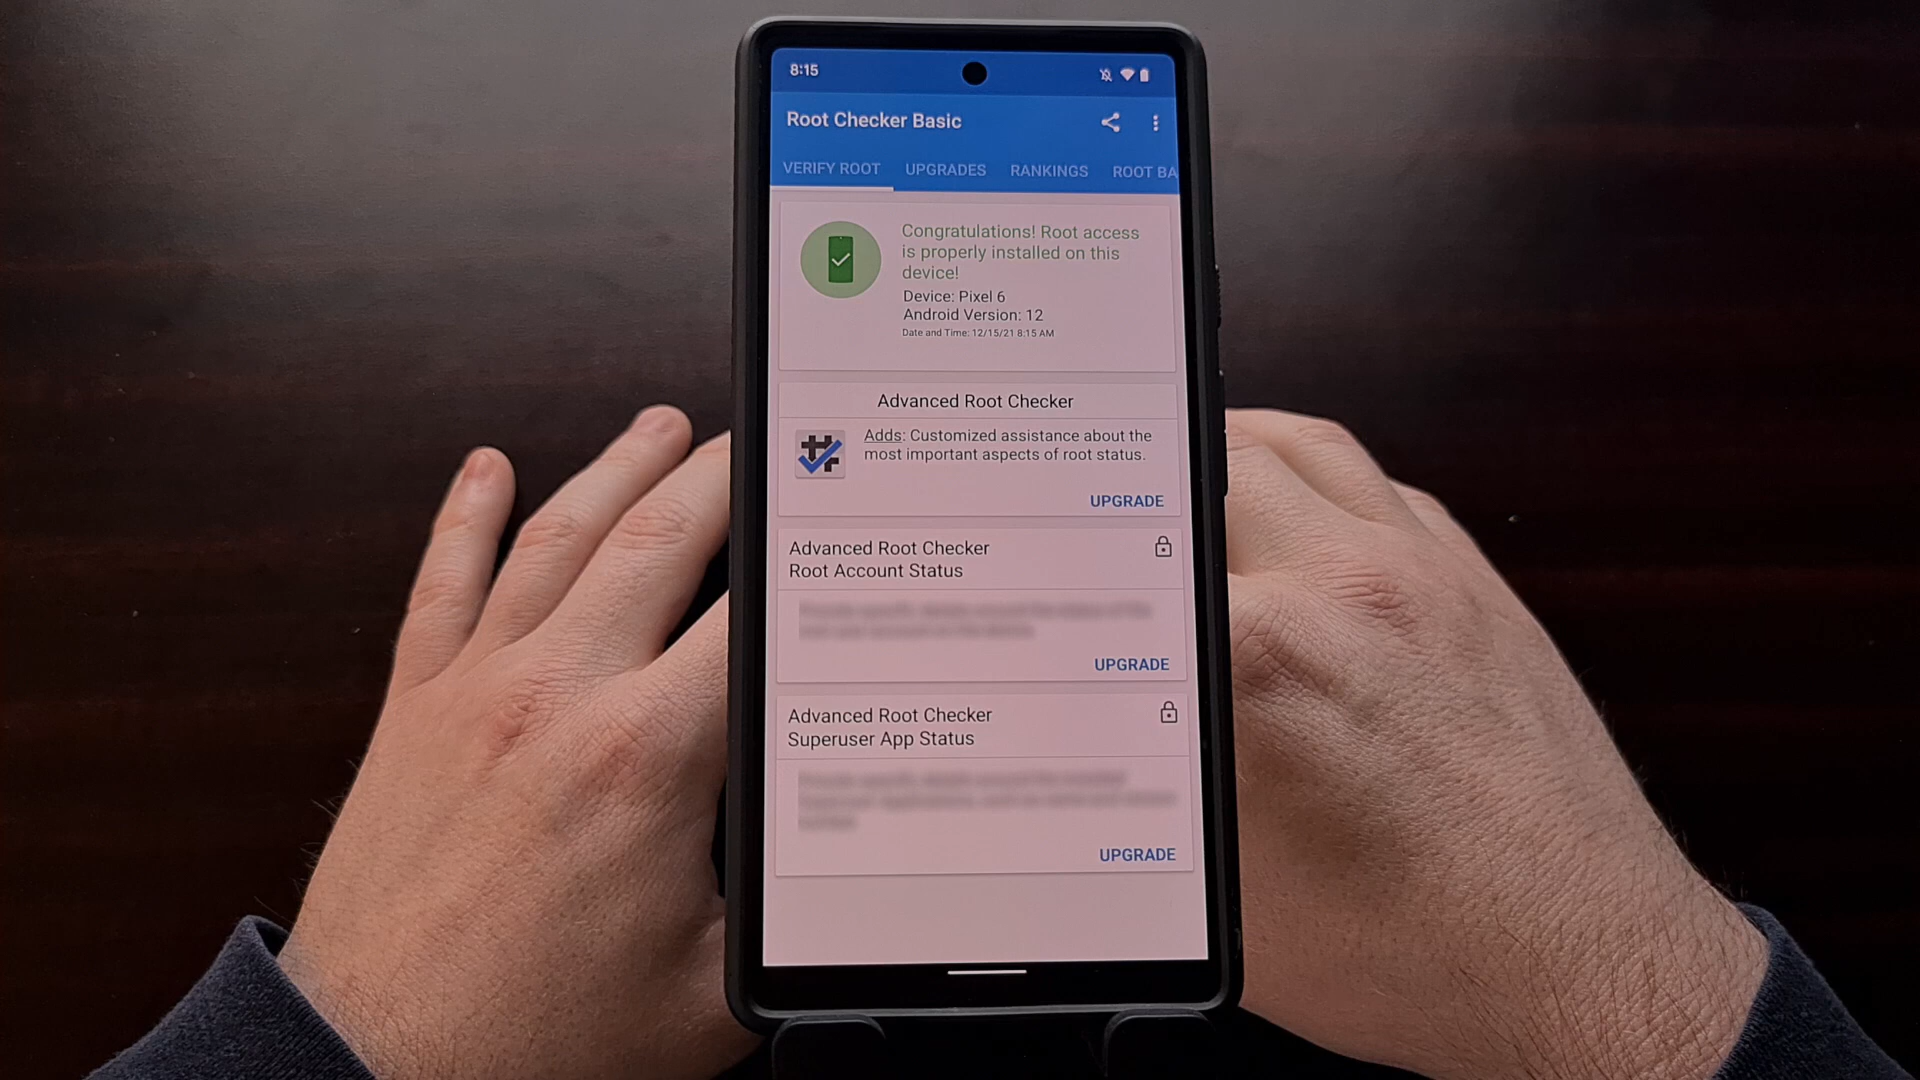 8:15
Root Checker Basic
VERIFY ROOT UPGRADES RANKINGS ROOT BA
Congratulations! Root access
is properly installed on this
device!
Device: Pixel 6
Android Version: 12
Date and Time: 12/15/21 8:15 AM
Advanced Root Checker
Adds: Customized assistance about the
most important aspects of root status.
UPGRADE
Advanced Root Checker
Root Account Status
UPGRADE
Advanced Root Checker
Superuser App Status
UPGRADE